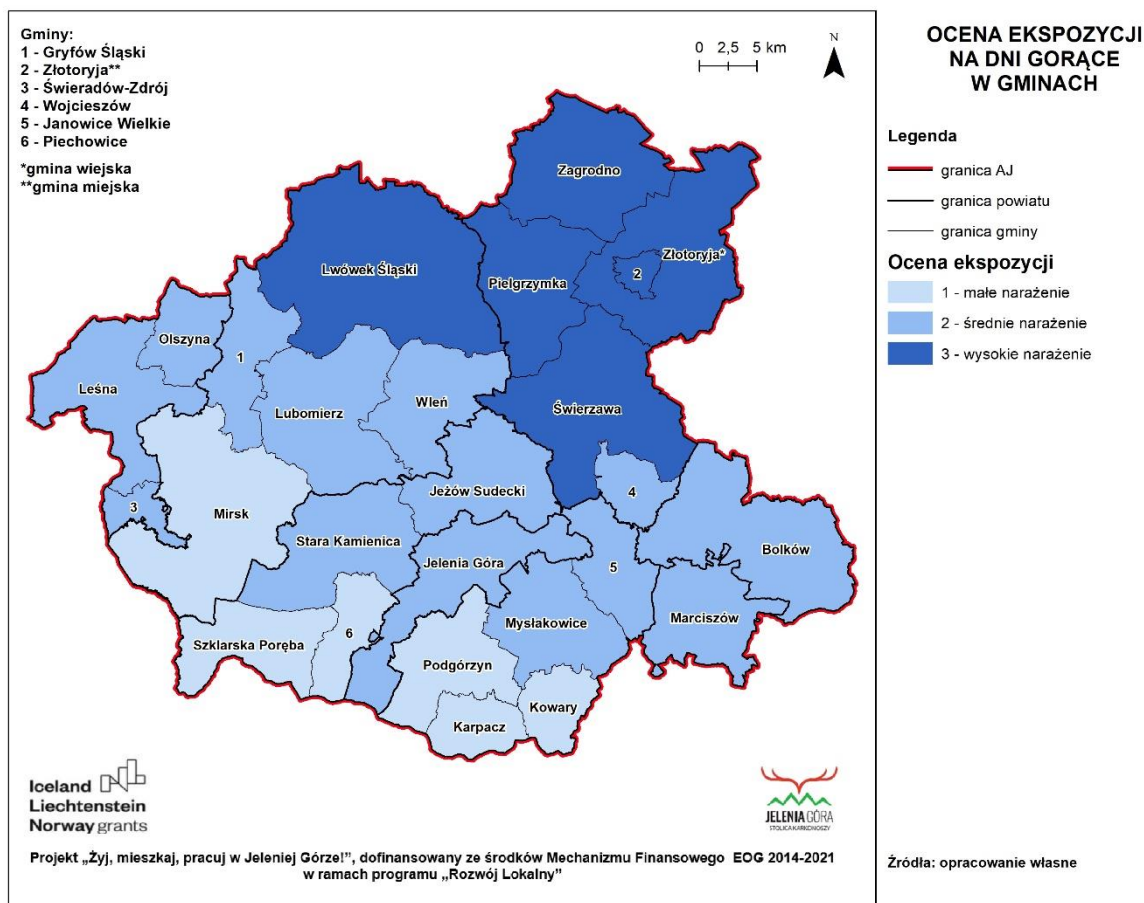 Gminy:
1 - Gryfów Śląski
2 - Złotoryja**
3 - Świeradów-Zdrój
4 - Wojcieszów
5 - Janowice Wielkie
6 - Piechowice
*gmina wiejska
**gmina miejska
0 2,5 5 km
N
OCENA EKSPOZYCJI
NA DNI GORĄCE
W GMINACH
Legenda
granica AJ
granica powiatu
granica gminy
Ocena ekspozycji
1 - małe narażenie
2 - średnie narażenie
3 - wysokie narażenie
Zagrodno
Złotoryja*
2
Lwówek Śląski
Pielgrzymka
Olszyna
1
Leśna
Lubomierz
Wleń
Świerzawa
3
Mirsk
Jeżów Sudecki
4
Stara Kamienica
Jelenia Góra
Bolków
5
Mysłakowice
Marciszów
Szklarska Poręba
6
Podgórzyn
Kowary
Karpacz
Iceland
Liechtenstein
Norway grants
JELENIA GÓRA
STOLICA KARKONOSZY
Projekt „Żyj, mieszkaj, pracuj w Jeleniej Górze!”, dofinansowany ze środków Mechanizmu Finansowego EOG 2014-2021
w ramach programu „Rozwój Lokalny”
Źródła: opracowanie własne